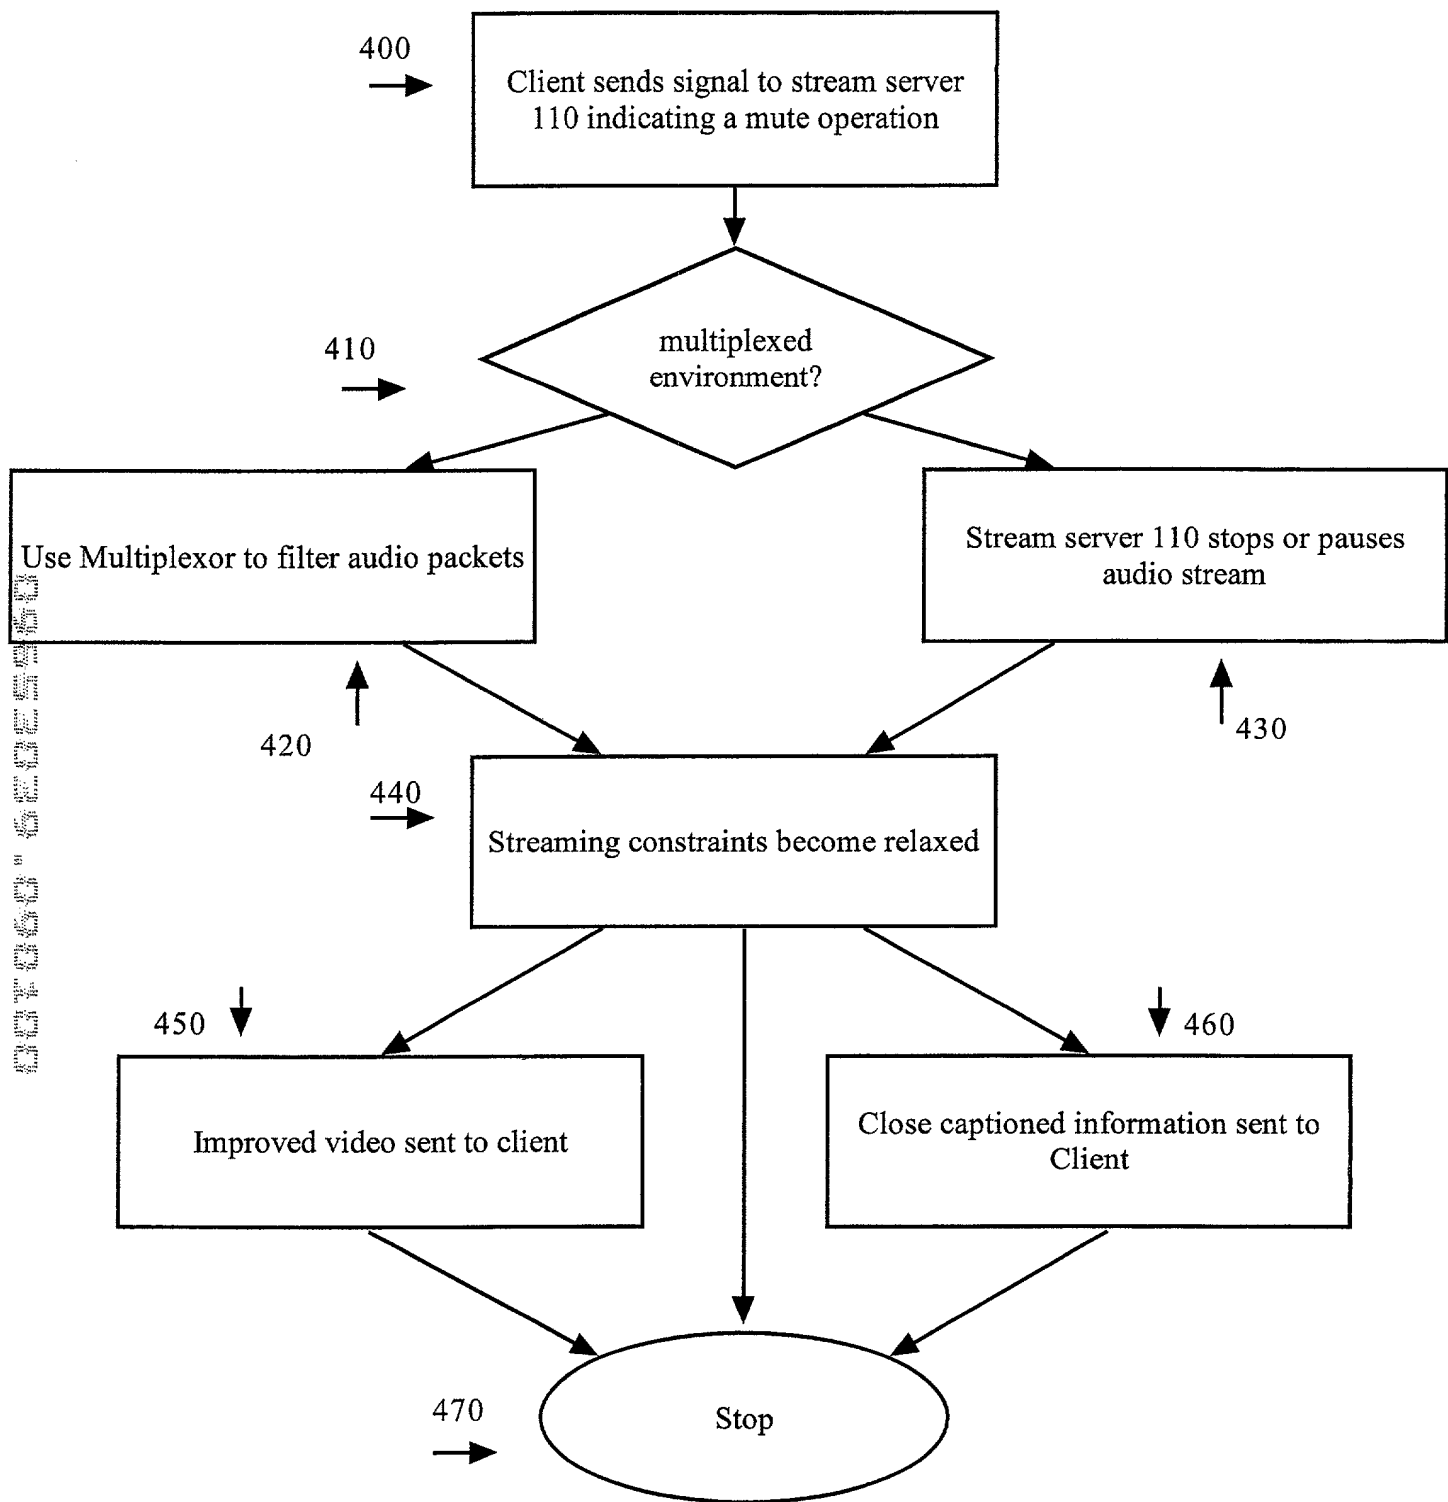 400
Client sends signal to stream server
110 indicating a mute operation
410
multiplexed
environment?
Use Multiplexor to filter audio packets
Stream server 110 stops or pauses
audio stream
420
430
440
Streaming constraints become relaxed
450
460
Improved video sent to client
Close captioned information sent to
Client
470
Stop